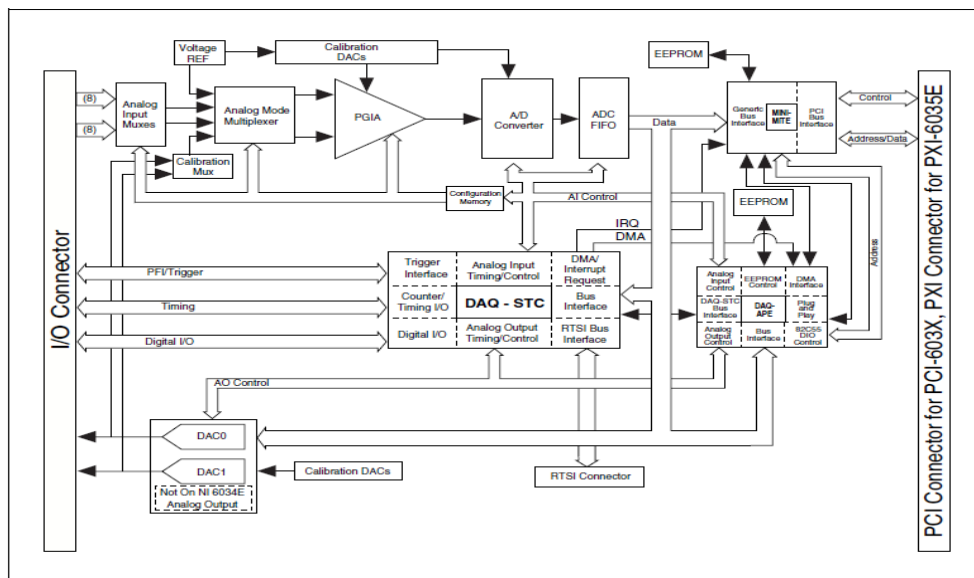 Voltage
REF
Calibration
DACs
EEPROM
(8)
(8)
Analog
Input
Muxes
Analog Mode
Multiplexer
PGIA
A/D
Converter
ADC
FIFO
Data
Generic
Bus
Interface
MINI-
MITE
PCI
Bus
Interface
Control
Address/Data
Calibration
Mux
Configuration
Memory
AI Control
EEPROM
IRQ
DMA
Address
PFI/Trigger
Timing
Digital I/O
Trigger
Interface
Analog Input
Timing/Control
DMA/
Interrupt
Request
Counter/
Timing I/O
DAQ - STC
Bus
Interface
Digital I/O
Analog Output
Timing/Control
RTSI Bus
Interface
Analog
Input
Control
EEPROM
Control
DMA
Interface
DAQ-STC
Bus
Interface
DAQ-
APE
Plug
and
Play
Analog
Output
Control
Bus
Interface
82C55
DIO
Control
AO Control
DAC0
DAC1
Not On NI 6034E
Analog Output
Calibration DACs
RTSI Connector
I/O Connector
PCI Connector for PCI-603X, PXI Connector for PXI-6035E